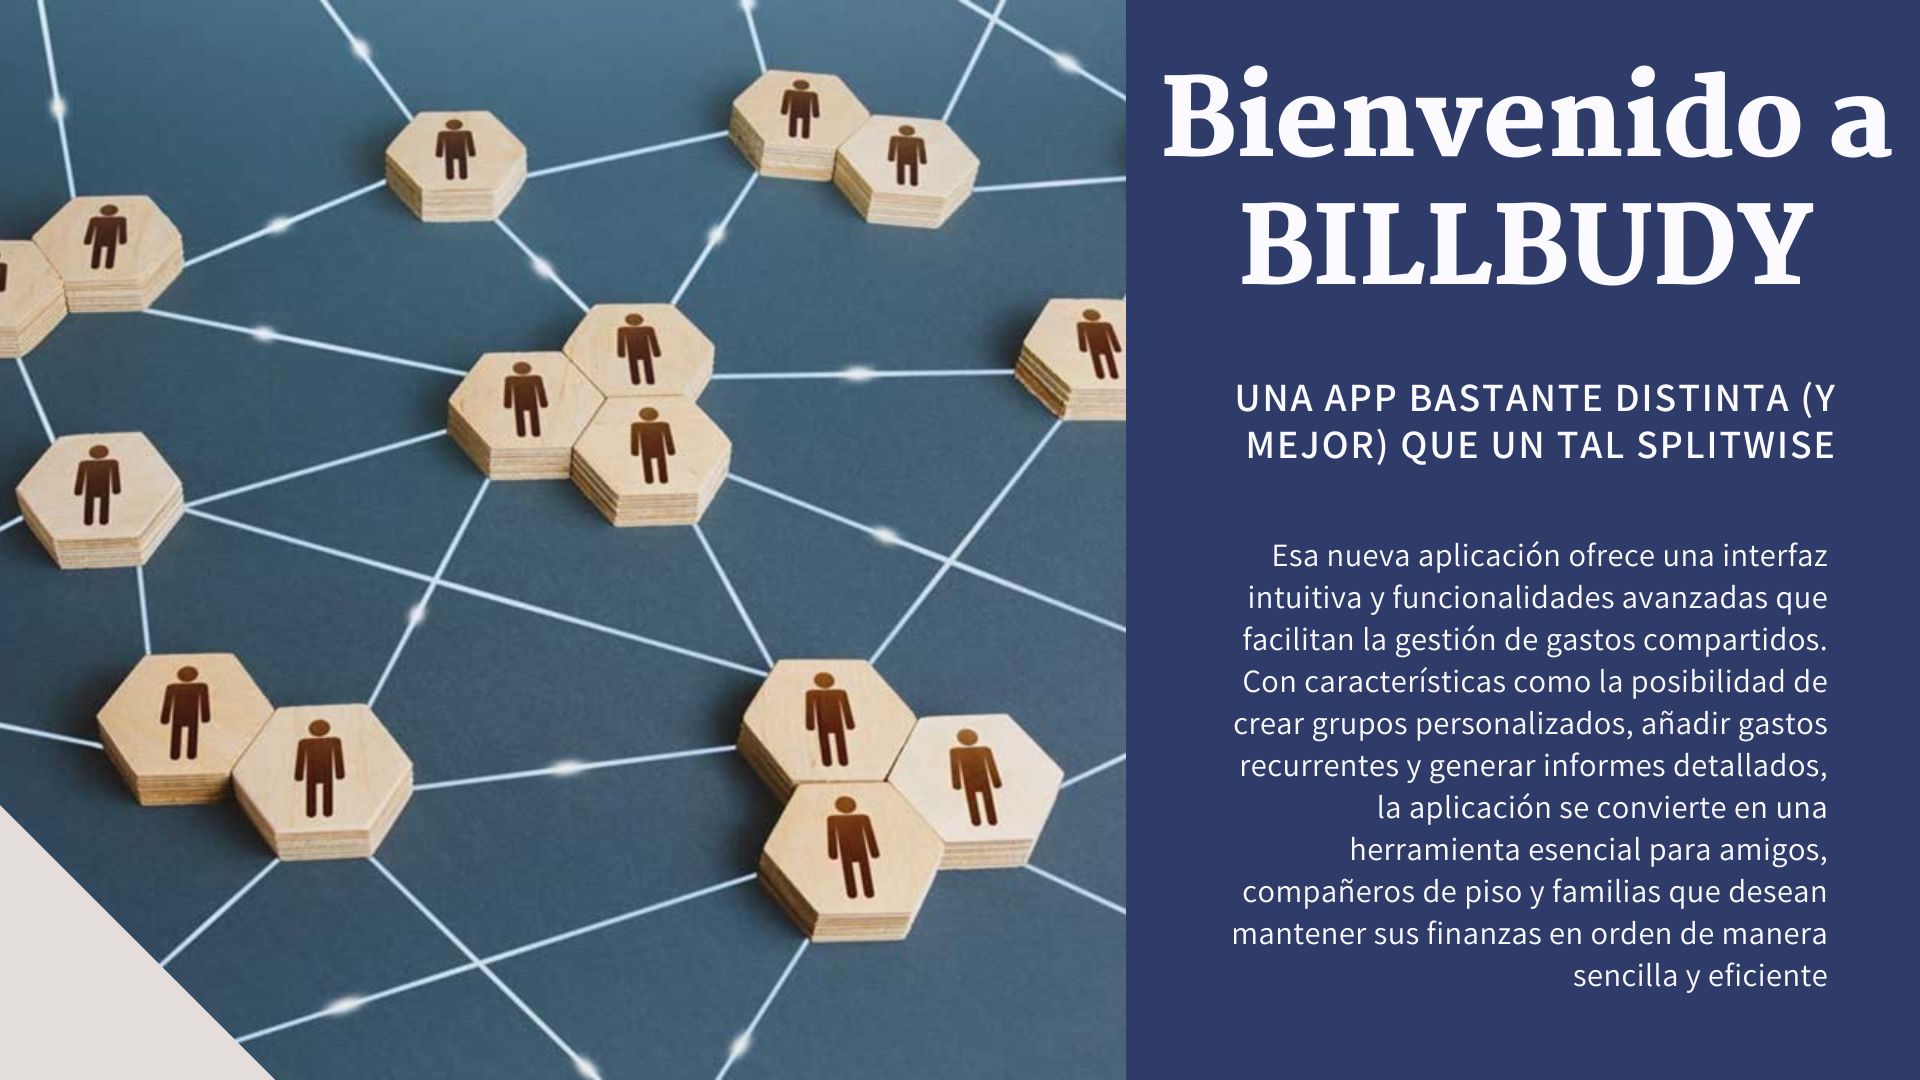 Bienvenido a
BILLBUDY
UNA APP BASTANTE DISTINTA (Y
MEJOR) QUE UN TAL SPLITWISE
Esa nueva aplicación ofrece una interfaz
intuitiva y funcionalidades avanzadas que
facilitan la gestión de gastos compartidos.
Con características como la posibilidad de
crear grupos personalizados, añadir gastos
recurrentes y generar informes detallados,
la aplicación se convierte en una
herramienta esencial para amigos,
compañeros de piso y familias que desean
mantener sus finanzas en orden de manera
sencilla y eficiente